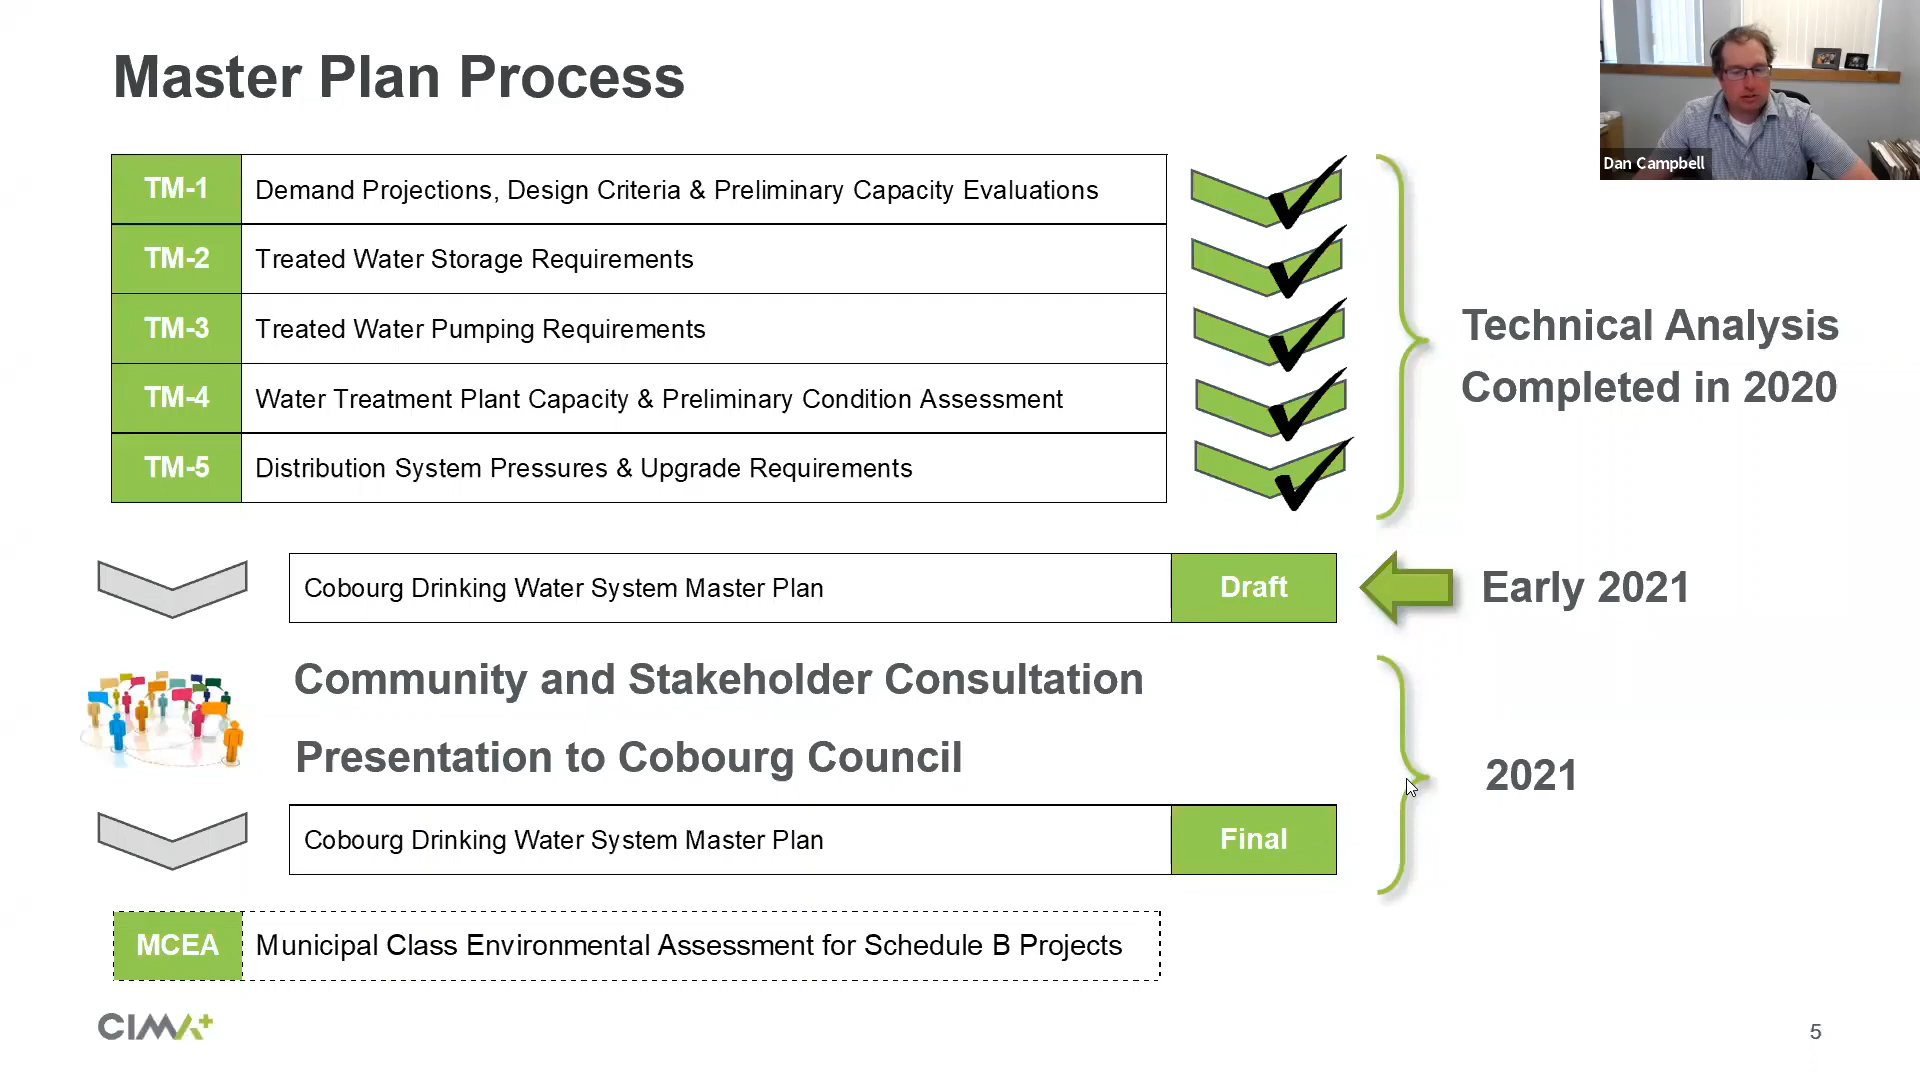 Master Plan Process
Dan Campbell
TM-1 Demand Projections, Design Criteria & Preliminary Capacity Evaluations
TM-2 Treated Water Storage Requirements
TM-3 Treated Water Pumping Requirements
TM-4 Water Treatment Plant Capacity & Preliminary Condition Assessment
TM-5 Distribution System Pressures & Upgrade Requirements
Technical Analysis
Completed in 2020
Cobourg Drinking Water System Master Plan Draft
Early 2021
Community and Stakeholder Consultation
Presentation to Cobourg Council
2021
Cobourg Drinking Water System Master Plan Final
MCEA Municipal Class Environmental Assessment for Schedule B Projects
CIMA+
5